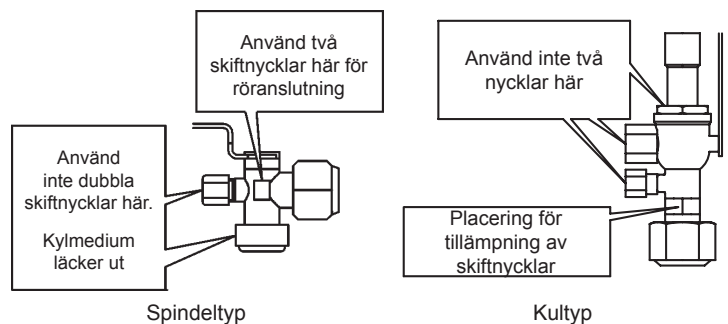 Använd två
skiftnycklar här för
röranslutning
Använd
inte dubbla
skiftnycklar här.
Kylmedium
läcker ut
Spindeltyp
Använd inte två
nycklar här
Placering för
tillämpning av
skiftnycklar
Kultyp